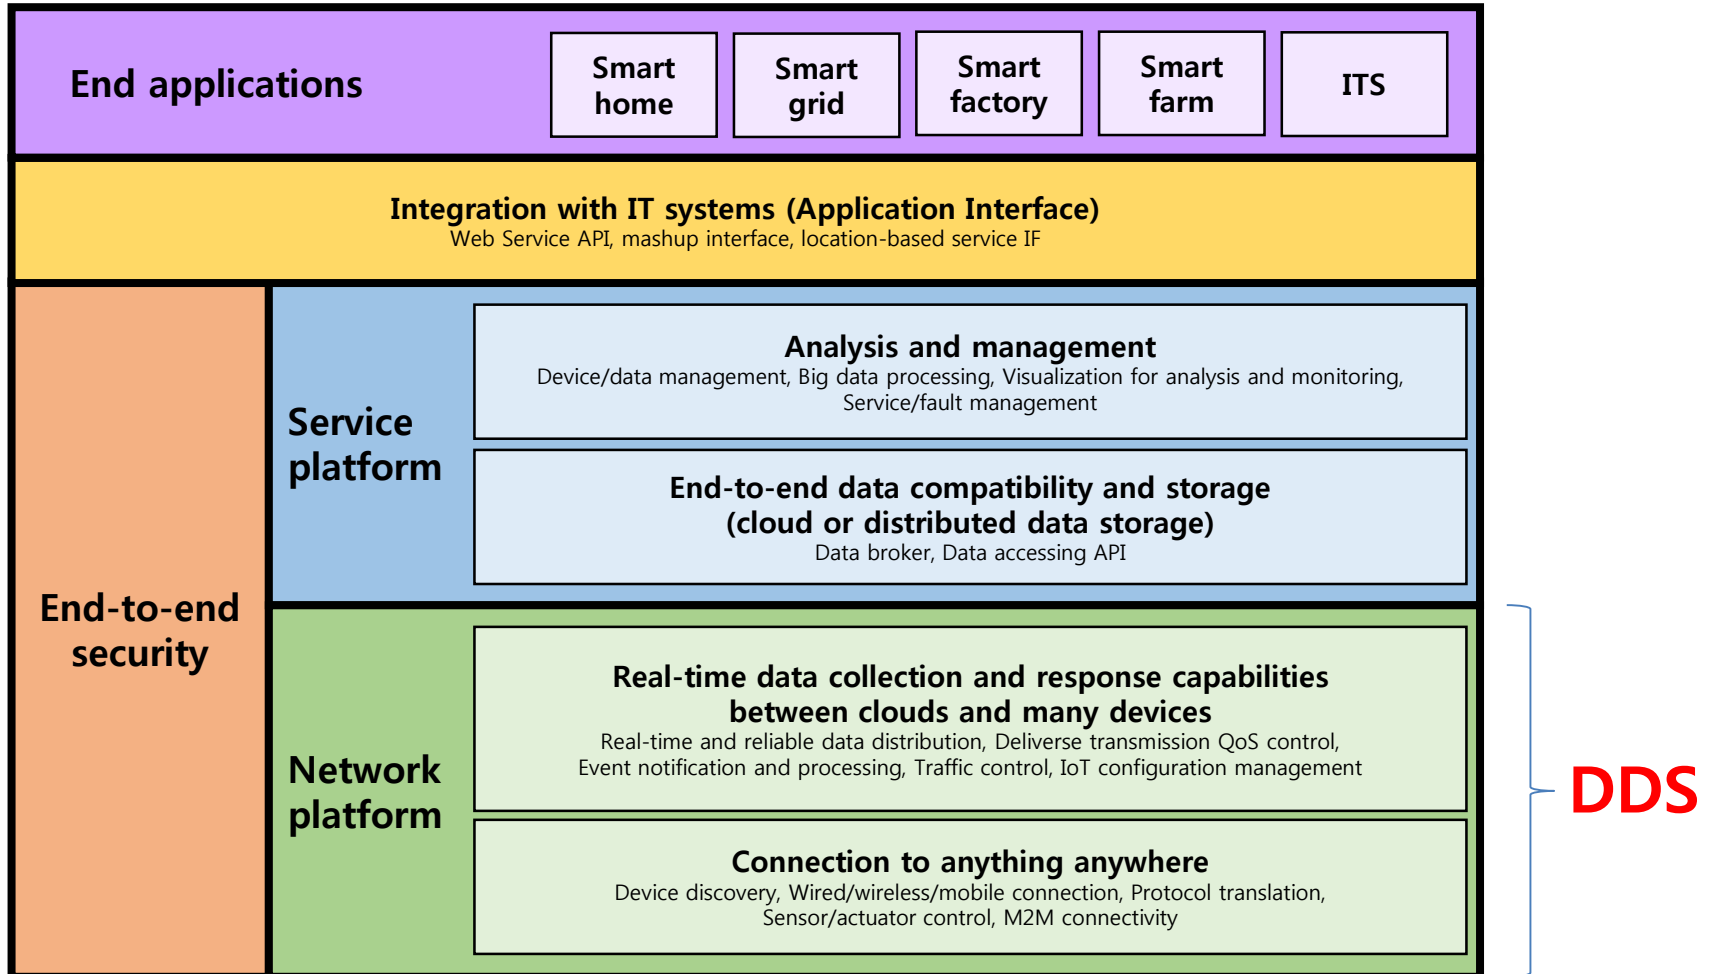 End applications
Smart
home
Smart
grid
Smart
factory
Smart
farm
ITS
Integration with IT systems (Application Interface)
Web Service API, mashup interface, location-based service IF
End-to-end
security
Service
platform
Analysis and management
Device/data management, Big data processing, Visualization for analysis and monitoring,
Service/fault management
End-to-end data compatibility and storage
(cloud or distributed data storage)
Data broker, Data accessing API
Network
platform
Real-time data collection and response capabilities
between clouds and many devices
Real-time and reliable data distribution, Deliverse transmission QoS control,
Event notification and processing, Traffic control, IoT configuration management
Connection to anything anywhere
Device discovery, Wired/wireless/mobile connection, Protocol translation,
Sensor/actuator control, M2M connectivity
DDS